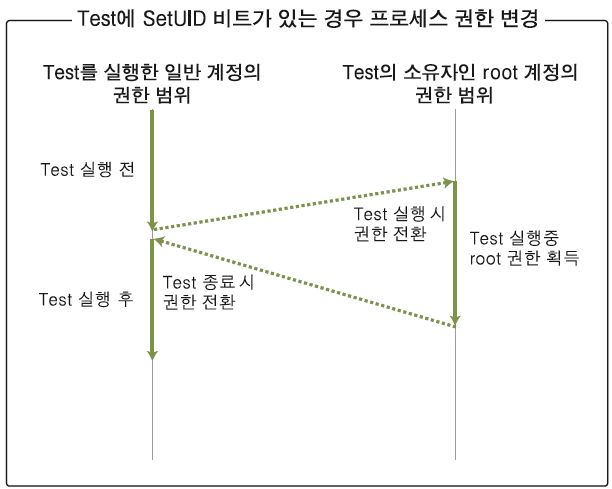 Test에 SetUID 비트가 있는 경우 프로세스 권한 변경
Test를 실행한 일반 계정의
권한 범위
Test의 소유자인 root 계정의
권한 범위
Test 실행 전
Test 실행 시
권한 전환
Test 실행중
root 권한 획득
Test 종료 시
권한 전환
Test 실행 후